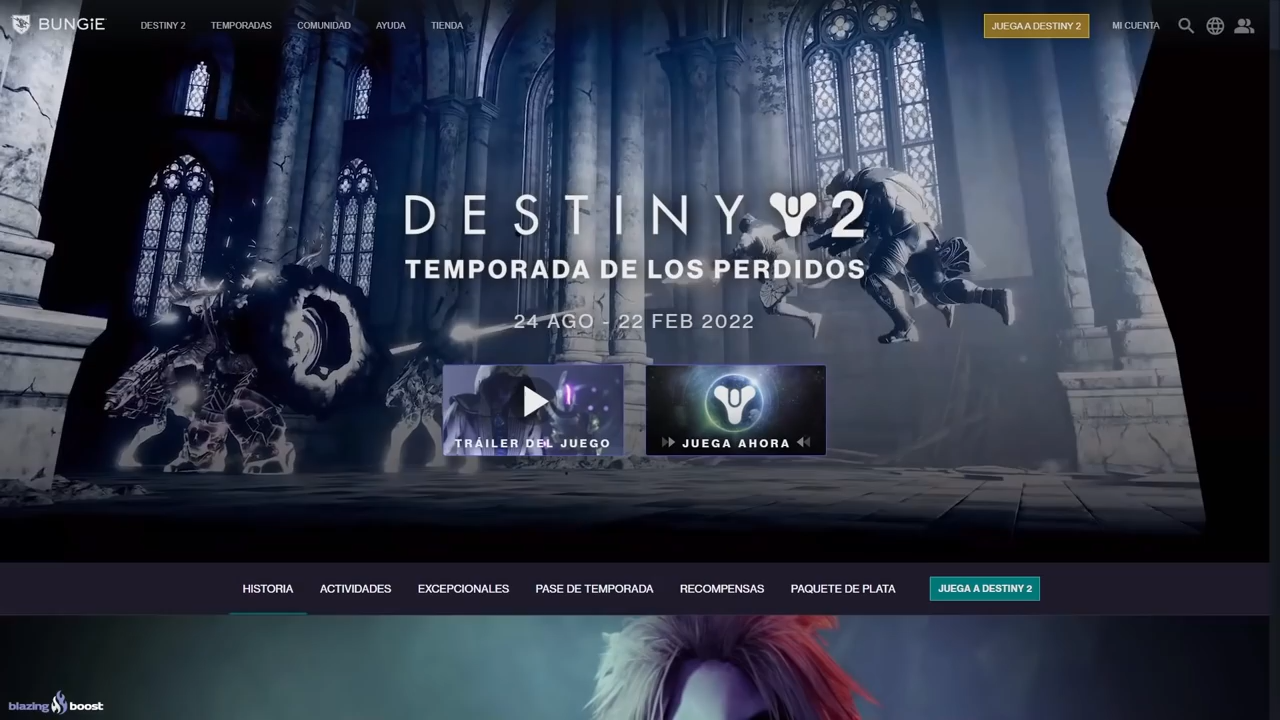 BUNGiE
DESTINY 2
TEMPORADAS
COMUNIDAD
AYUDA
TIENDA
JUEGA A DESTINY 2
MI CUENTA
DESTINY 2
TEMPORADA DE LOS PERDIDOS
24 AGO - 22 FEB 2022
TRÁILER DEL JUEGO
JUEGA AHORA
HISTORIA
ACTIVIDADES
EXCEPCIONALES
PASE DE TEMPORADA
RECOMPENSAS
PAQUETE DE PLATA
JUEGA A DESTINY 2
blazing boost